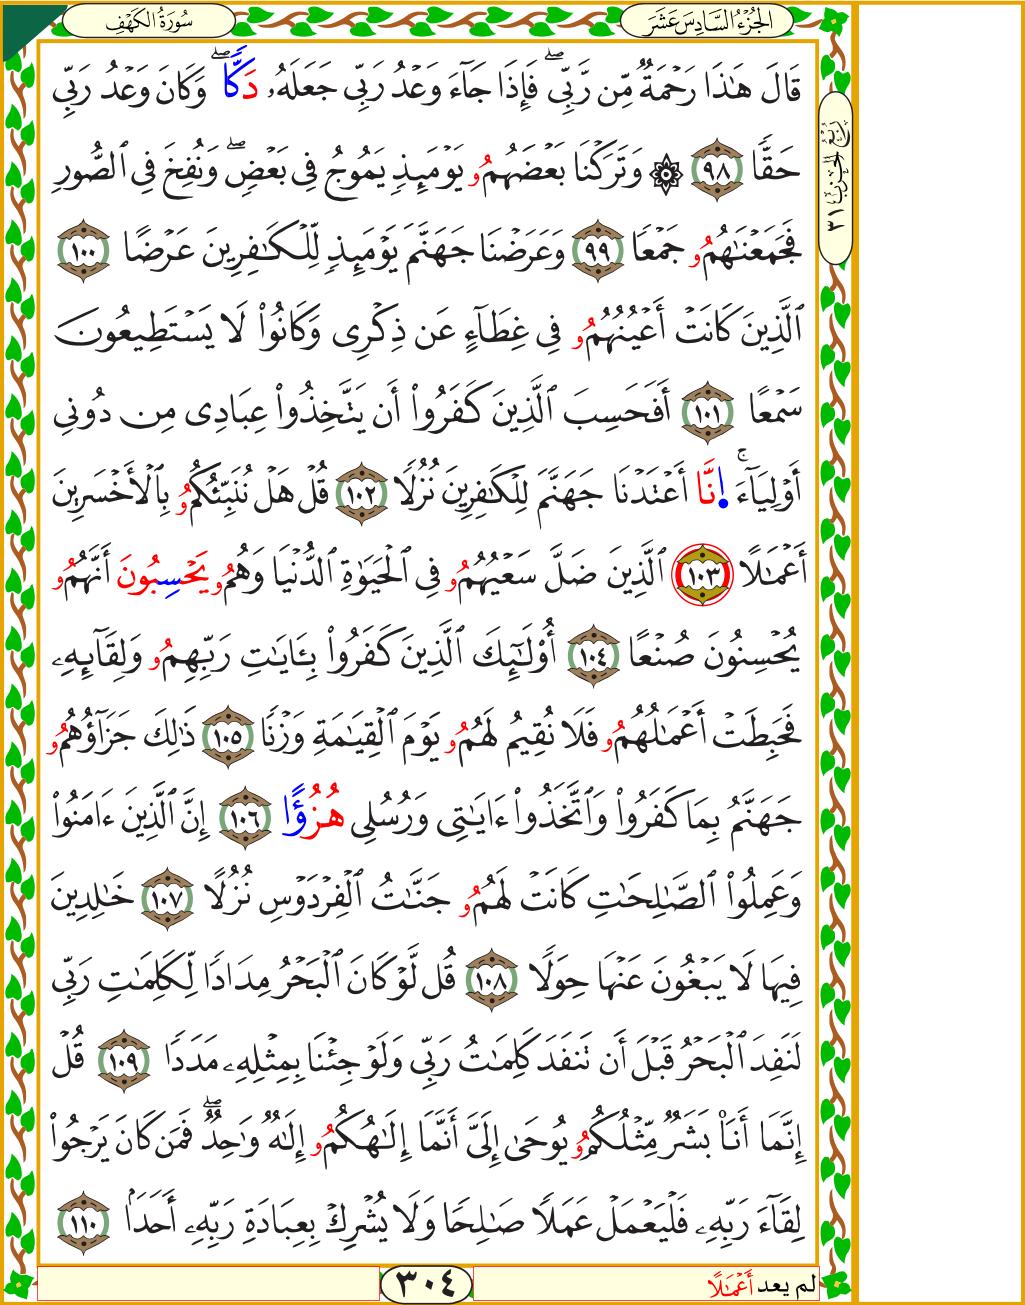 سُورَةُ الكَهْفِ
الجُزْءُ السَّادِسَ عَشَرَ
قَالَ هَٰذَا رَحْمَةٌ مِّن رَّبِّىۖ فَإِذَا جَآءَ وَعْدُ رَبِّى جَعَلَهُۥ دَكًّاۖ وَكَانَ وَعْدُ رَبِّى
حَقًّا ٩٨ ۞ وَتَرَكْنَا بَعْضَهُمُۥ يَوْمَئِذٍ يَمُوجُ فِى بَعْضٍۖ وَنُفِخَ فِى ٱلصُّورِ
فَجَمَعْنَٰهُمُۥ جَمْعًا ٩٩ وَعَرَضْنَا جَهَنَّمَ يَوْمَئِذٍ لِّلْكَٰفِرِينَ عَرْضًا ١٠٠
ٱلَّذِينَ كَانَتْ أَعْيُنُهُمُۥ فِى غِطَآءٍ عَن ذِكْرِى وَكَانُوا۟ لَا يَسْتَطِيعُونَ
سَمْعًا ١٠١ أَفَحَسِبَ ٱلَّذِينَ كَفَرُوٓا۟ أَن يَتَّخِذُوا۟ عِبَادِى مِن دُونِى
أَوْلِيَآءَۚ إِنَّا أَعْتَدْنَا جَهَنَّمَ لِلْكَٰفِرِينَ نُزُلًا ١٠٢ قُلْ هَلْ نُنَبِّئُكُمُۥ بِٱلْأَخْسَرِينَ
أَعْمَٰلًا ١٠٣ ٱلَّذِينَ ضَلَّ سَعْيُهُمُۥ فِى ٱلْحَيَوٰةِ ٱلدُّنْيَا وَهُمُۥ يَحْسِبُونَ أَنَّهُمُۥ
يُحْسِنُونَ صُنْعًا ١٠٤ أُو۟لَٰٓئِكَ ٱلَّذِينَ كَفَرُوا۟ بِـَٔايَٰتِ رَبِّهِمُۥ وَلِقَآئِهِۦ
فَحَبِطَتْ أَعْمَٰلُهُمُۥ فَلَا نُقِيمُ لَهُمُۥ يَوْمَ ٱلْقِيَٰمَةِ وَزْنًا ١٠٥ ذَٰلِكَ جَزَآؤُهُمُۥ
جَهَنَّمُ بِمَا كَفَرُوا۟ وَٱتَّخَذُوٓا۟ ءَايَٰتِى وَرُسُلِى هُزُؤًا ١٠٦ إِنَّ ٱلَّذِينَ ءَامَنُوا۟
وَعَمِلُوا۟ ٱلصَّٰلِحَٰتِ كَانَتْ لَهُمُۥ جَنَّٰتُ ٱلْفِرْدَوْسِ نُزُلًا ١٠٧ خَٰلِدِينَ
فِيهَا لَا يَبْغُونَ عَنْهَا حِوَلًا ١٠٨ قُل لَّوْ كَانَ ٱلْبَحْرُ مِدَادًا لِّكَلِمَٰتِ رَبِّى
لَنَفِدَ ٱلْبَحْرُ قَبْلَ أَن تَنفَدَ كَلِمَٰتُ رَبِّى وَلَوْ جِئْنَا بِمِثْلِهِۦ مَدَدًا ١٠٩ قُلْ
إِنَّمَا أَنَا۠ بَشَرٌ مِّثْلُكُمُۥ يُوحَىٰ إِلَىَّ أَنَّمَا إِلَٰهُكُمُۥ إِلَٰهٌ وَٰحِدٌۖ فَمَن كَانَ يَرْجُوا۟
لِقَآءَ رَبِّهِۦ فَلْيَعْمَلْ عَمَلًا صَٰلِحًا وَلَا يُشْرِكْ بِعِبَادَةِ رَبِّهِۦ أَحَدًۢا ١١٠
رُبْعُ الحِزْبِ ٣١
لم يعد أَعْمَٰلًا
٣٠٤